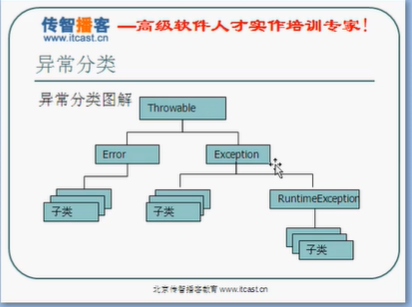 传智播客 —高级软件人才实作培训专家!
www.itcast.cn
异常分类
异常分类图解
Throwable
Error
Exception
子类
子类
RuntimeException
子类
北京传智播客教育 www.itcast.cn